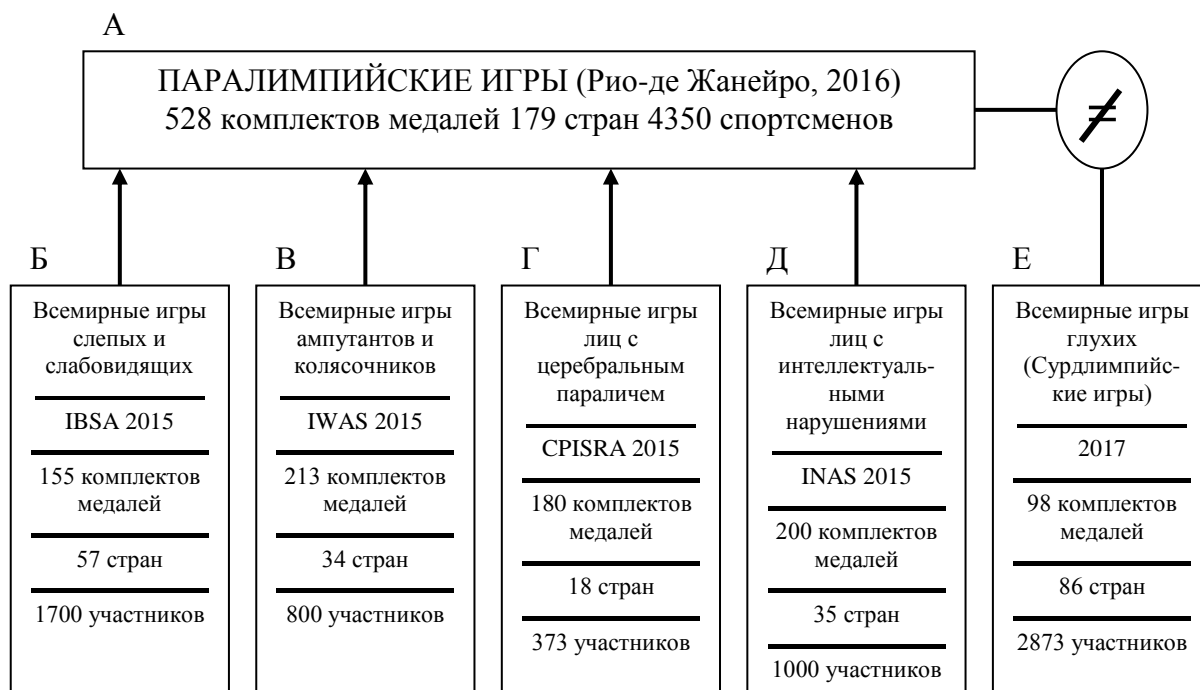 А
ПАРАЛИМПИЙСКИЕ ИГРЫ (Рио-де Жанейро, 2016)
528 комплектов медалей 179 стран 4350 спортсменов
≠
Б
Всемирные игры
слепых и
слабовидящих
IBSA 2015
155 комплектов
медалей
57 стран
1700 участников
В
Всемирные игры
ампутантов и
колясочников
IWAS 2015
213 комплектов
медалей
34 стран
800 участников
Г
Всемирные игры
лиц с
церебральным
параличем
CPISRA 2015
180 комплектов
медалей
18 стран
373 участников
Д
Всемирные игры
лиц с
интеллектуаль-
ными
нарушениями
INAS 2015
200 комплектов
медалей
35 стран
1000 участников
Е
Всемирные игры
глухих
(Сурдлимпийс-
кие игры)
2017
98 комплектов
медалей
86 стран
2873 участников